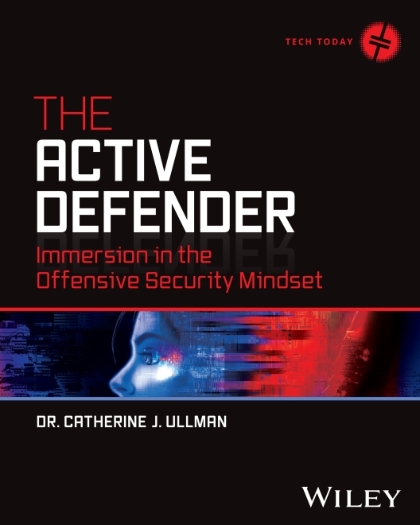 TECH TODAY
THE
ACTIVE
DEFENDER
Immersion in the
Offensive Security Mindset
DR. CATHERINE J. ULLMAN
WILEY